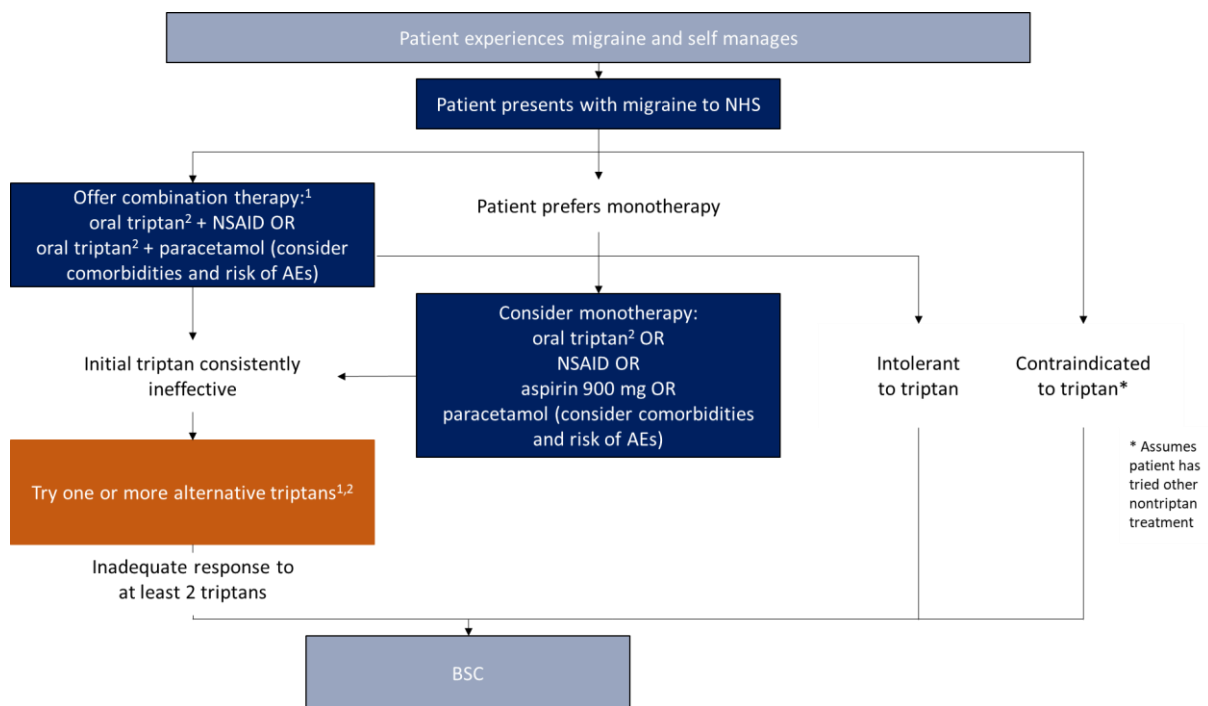 Patient experiences migraine and self manages
Patient presents with migraine to NHS
Offer combination therapy:¹
oral triptan² + NSAID OR
oral triptan² + paracetamol (consider
comorbidities and risk of AEs)
Patient prefers monotherapy
Consider monotherapy:
oral triptan² OR
NSAID OR
aspirin 900 mg OR
paracetamol (consider comorbidities
and risk of AEs)
Initial triptan consistently
ineffective
Intolerant
to triptan
Contraindicated
to triptan*
* Assumes
patient has
tried other
nontriptan
treatment
Try one or more alternative triptans¹,²
Inadequate response to
at least 2 triptans
BSC